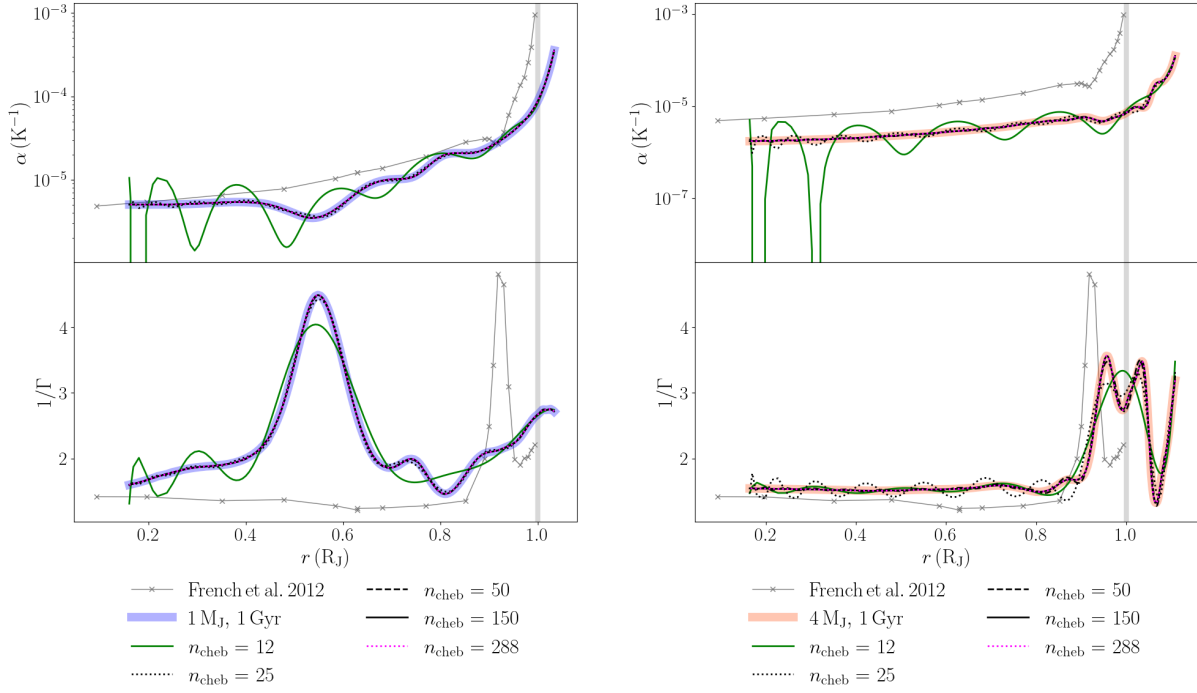 10⁻³
10⁻⁴
10⁻⁵
α (K⁻¹)
4
3
2
1/Γ
0.2 0.4 0.6 0.8 1.0
r (R_J)
French et al. 2012
1 M_J, 1 Gyr
n_cheb = 12
n_cheb = 25
n_cheb = 50
n_cheb = 150
n_cheb = 288
10⁻³
10⁻⁵
10⁻⁷
α (K⁻¹)
4
3
2
1/Γ
0.2 0.4 0.6 0.8 1.0
r (R_J)
French et al. 2012
4 M_J, 1 Gyr
n_cheb = 12
n_cheb = 25
n_cheb = 50
n_cheb = 150
n_cheb = 288